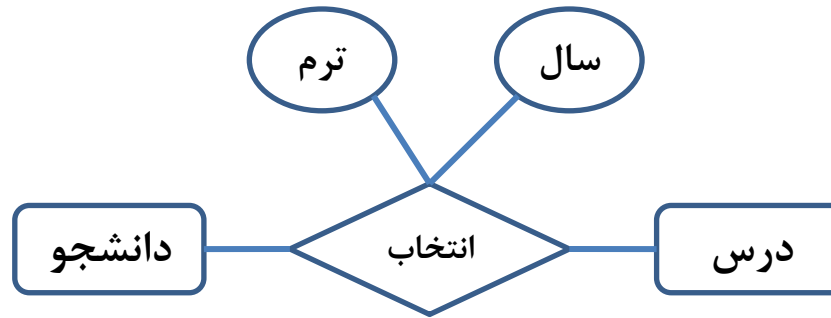 سال
ترم
درس
انتخاب
دانشجو